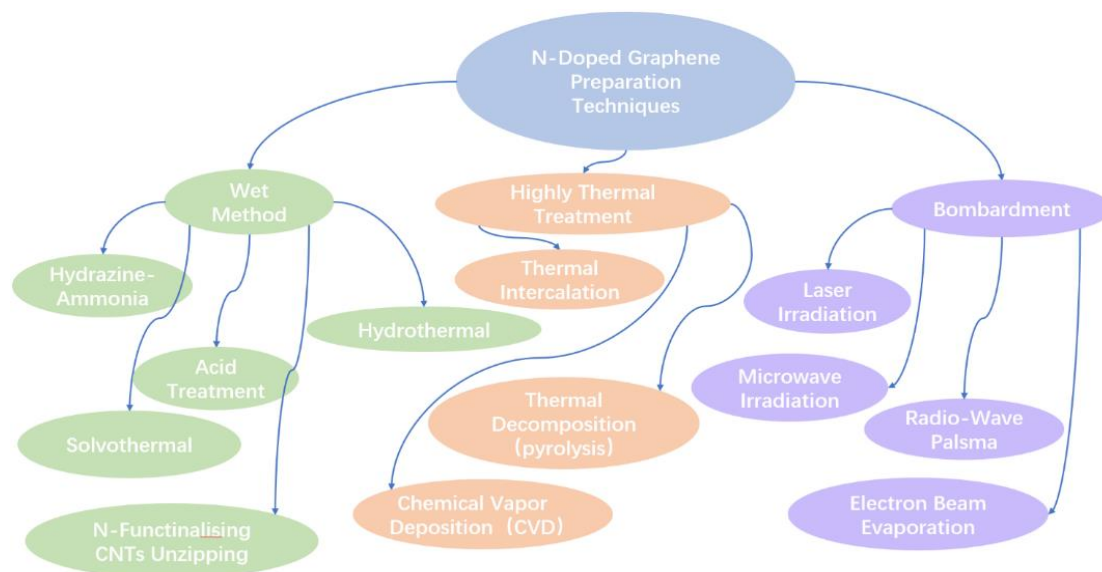 N-Doped Graphene
Preparation
Techniques
Wet
Method
Highly Thermal
Treatment
Bombardment
Hydrazine-
Ammonia
Thermal
Intercalation
Laser
Irradiation
Hydrothermal
Acid
Treatment
Microwave
Irradiation
Thermal
Decomposition
(pyrolysis)
Radio-Wave
Palsma
Solvothermal
Chemical Vapor
Deposition (CVD)
Electron Beam
Evaporation
N-Functinalising
CNTs Unzipping